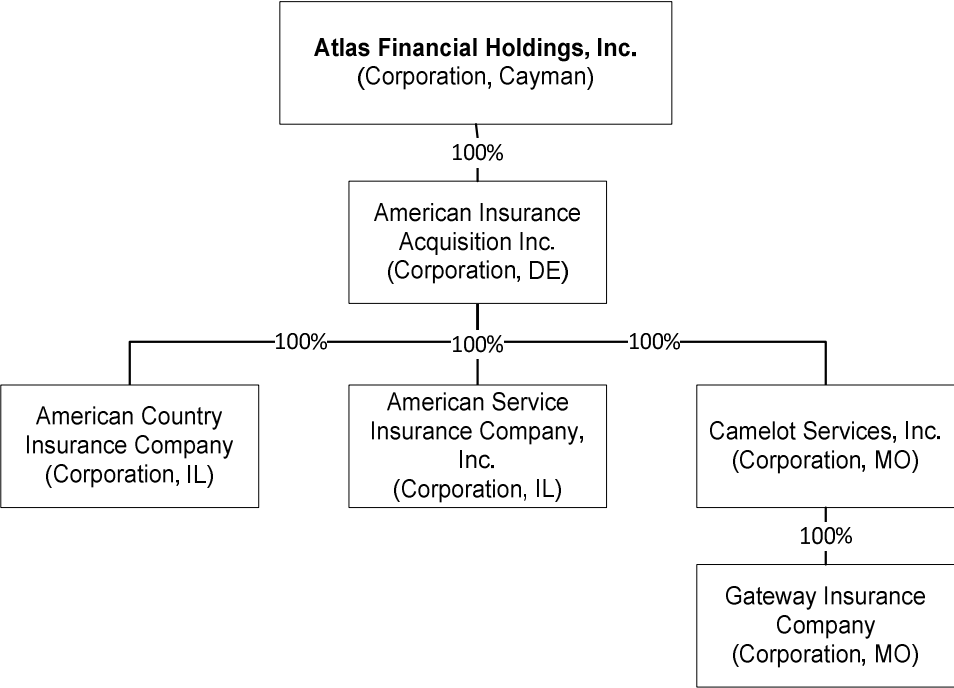 Atlas Financial Holdings, Inc.
(Corporation, Cayman)
100%
American Insurance
Acquisition Inc.
(Corporation, DE)
100%
100%
100%
American Country
Insurance Company
(Corporation, IL)
American Service
Insurance Company,
Inc.
(Corporation, IL)
Camelot Services, Inc.
(Corporation, MO)
100%
Gateway Insurance
Company
(Corporation, MO)